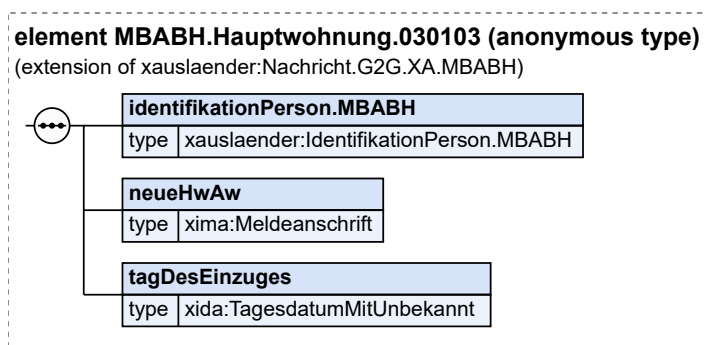 element MBABH.Hauptwohnung.030103 (anonymous type)
(extension of xauslaender:Nachricht.G2G.XA.MBABH)
identifikationPerson.MBABH
type xauslaender:IdentifikationPerson.MBABH
neueHwAw
type xima:Meldeanschrift
tagDesEinzuges
type xida:TagesdatumMitUnbekannt